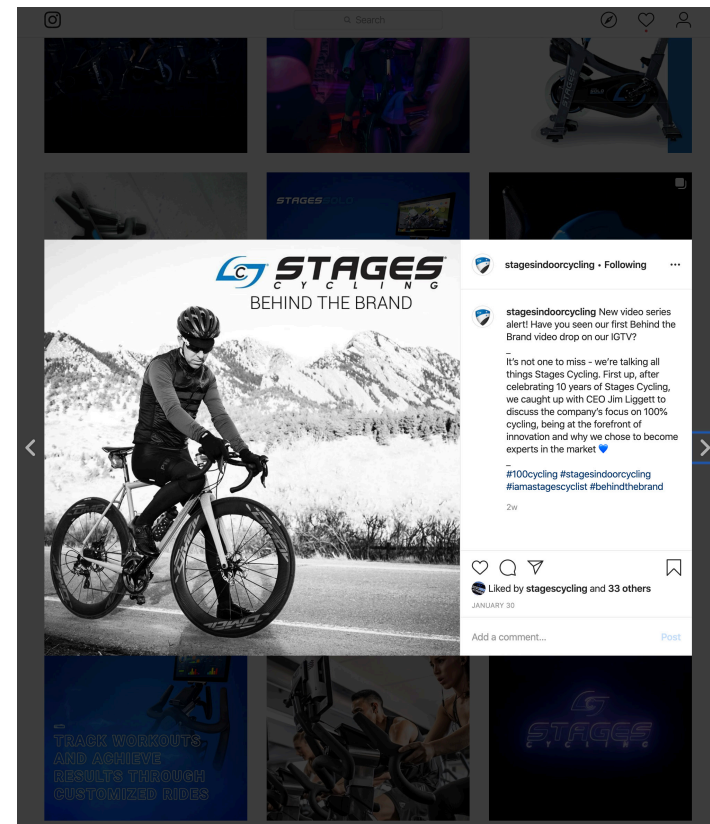 Search
STAGES
STAGES
STAGES
CYCLING
BEHIND THE BRAND
stagesindoorcycling • Following
stagesindoorcycling New video series
alert! Have you seen our first Behind the
Brand video drop on our IGTV?
_
It's not one to miss - we're talking all
things Stages Cycling. First up, after
celebrating 10 years of Stages Cycling,
we caught up with CEO Jim Liggett to
discuss the company's focus on 100%
cycling, being at the forefront of
innovation and why we chose to become
experts in the market 💙
_
#100cycling #stagesindoorcycling
#iamastagescyclist #behindthebrand
2w
Liked by stagescycling and 33 others
JANUARY 30
Add a comment...
Post
TRACK WORKOUTS
AND ACHIEVE
RESULTS THROUGH
CUSTOMIZED RIDES
STAGES
CYCLING